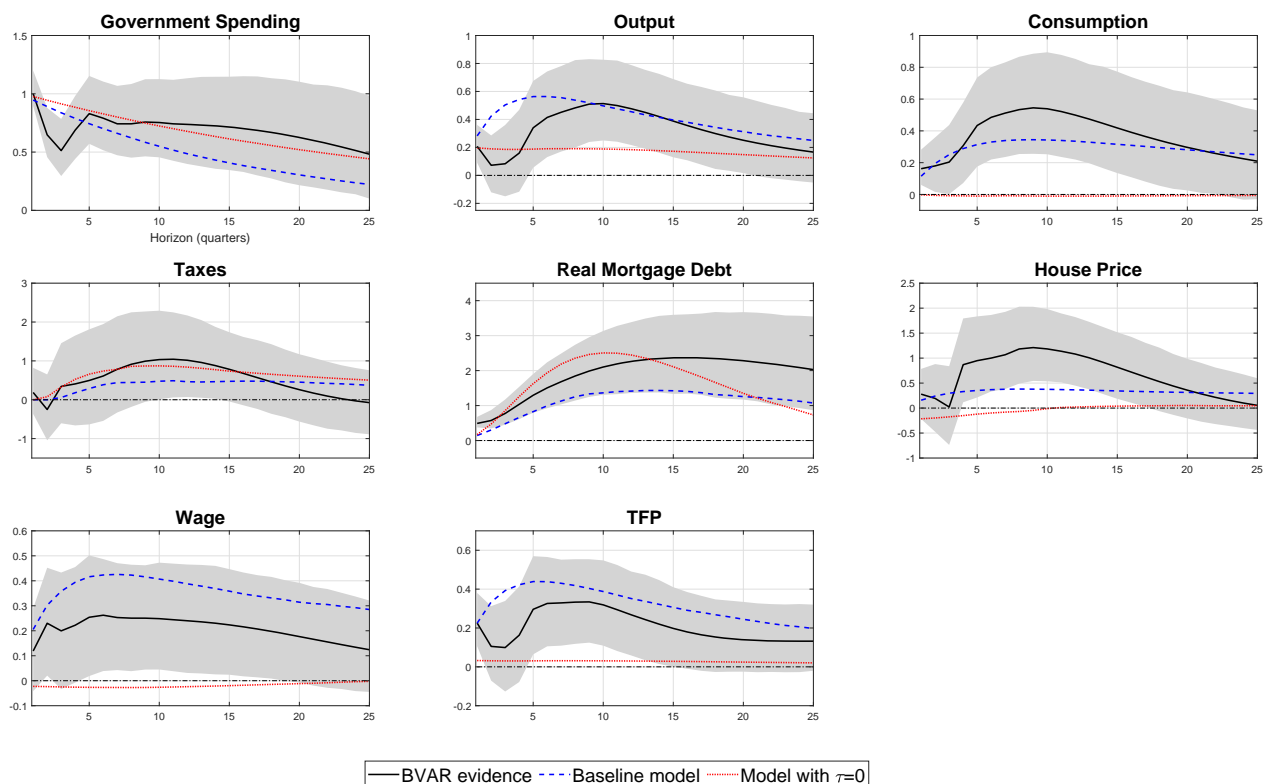 Government Spending
1.5
1
0.5
0
5 10 15 20 25
Horizon (quarters)
Output
1
0.8
0.6
0.4
0.2
0
-0.2
5 10 15 20 25
Consumption
1
0.8
0.6
0.4
0.2
0
5 10 15 20 25
Taxes
3
2
1
0
-1
5 10 15 20 25
Real Mortgage Debt
4
3
2
1
0
5 10 15 20 25
House Price
2.5
2
1.5
1
0.5
0
-0.5
-1
5 10 15 20 25
Wage
0.6
0.5
0.4
0.3
0.2
0.1
0
-0.1
5 10 15 20 25
TFP
0.6
0.4
0.2
0
0.2
5 10 15 20 25
BVAR evidence Baseline model Model with τ=0